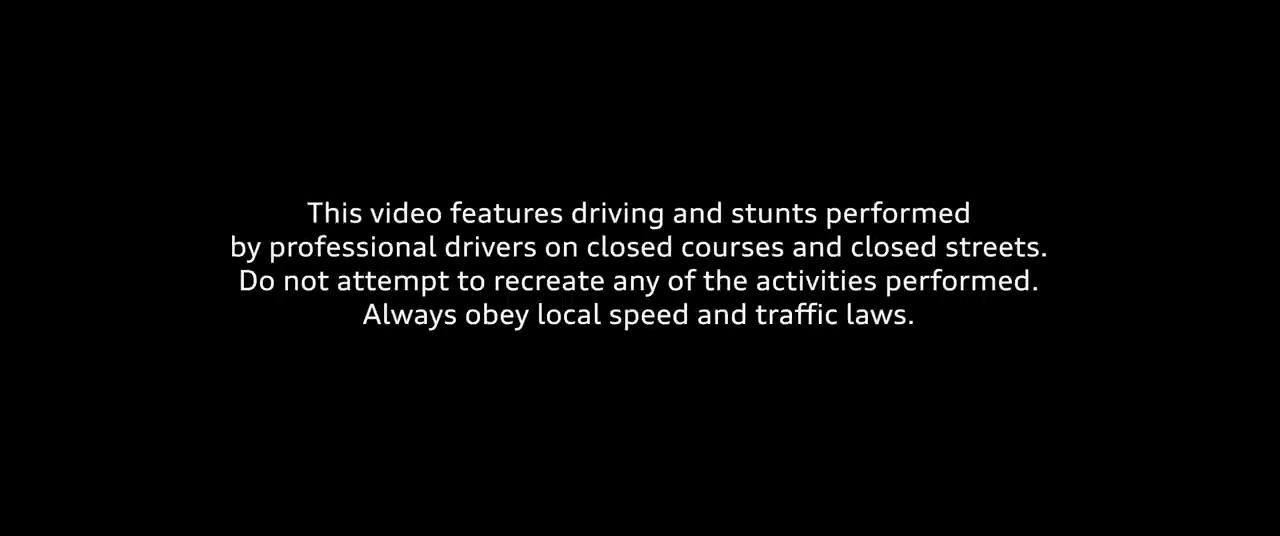 This video features driving and stunts performed
by professional drivers on closed courses and closed streets.
Do not attempt to recreate any of the activities performed.
Always obey local speed and traffic laws.